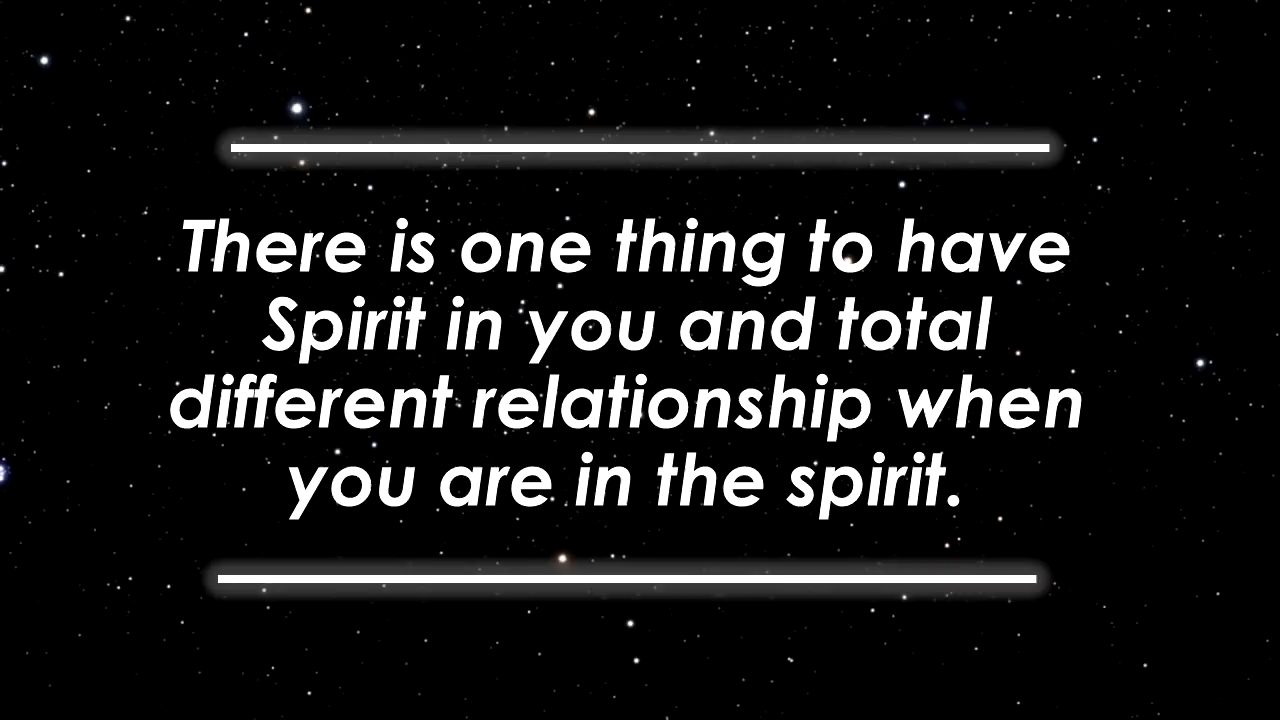 There is one thing to have
Spirit in you and total
different relationship when
you are in the spirit.